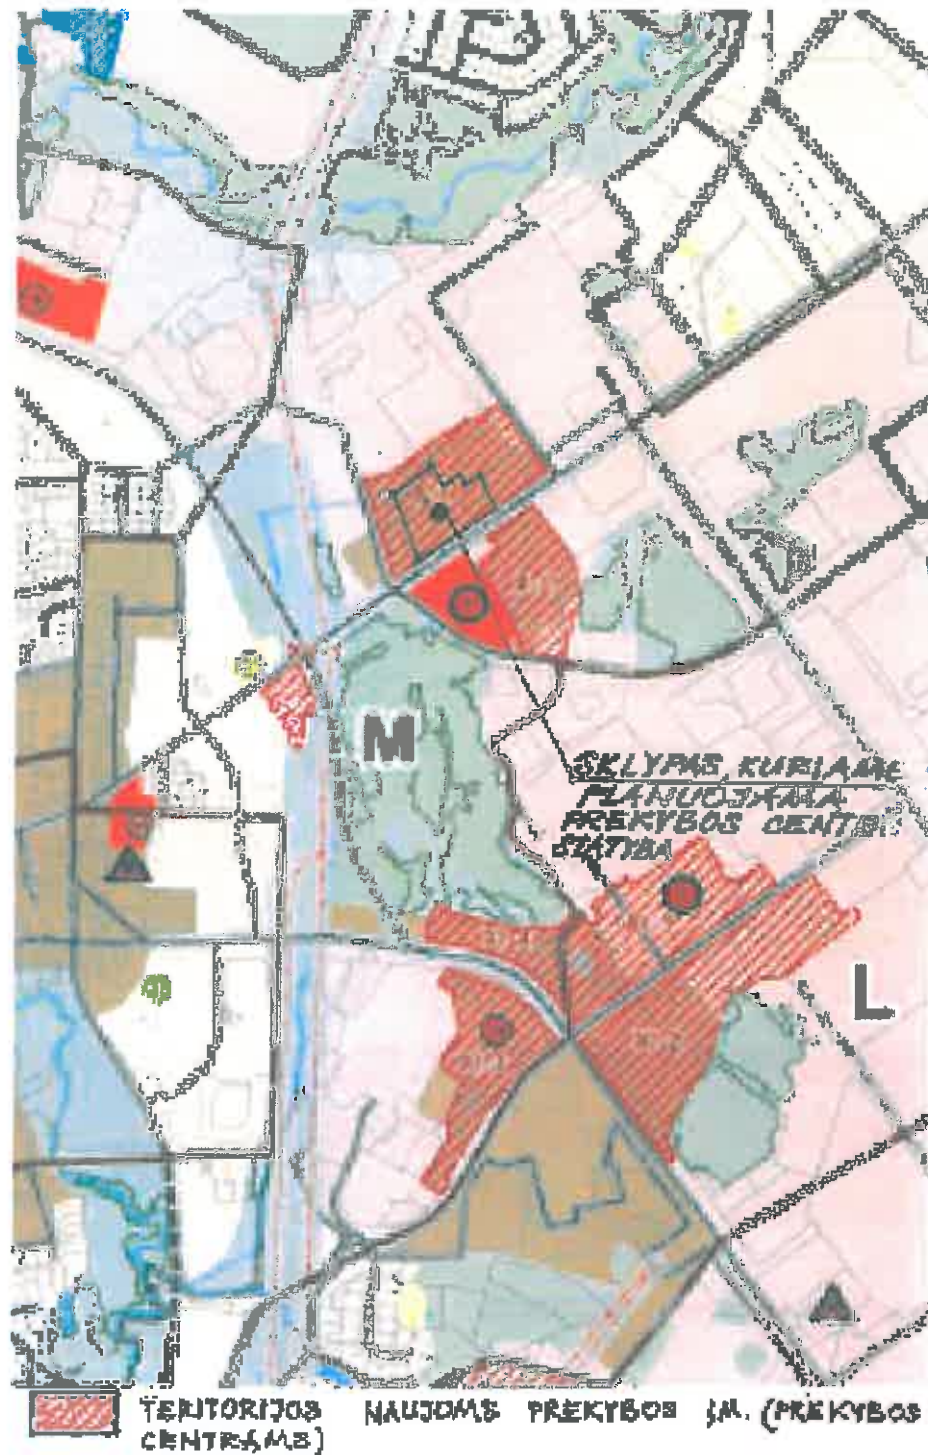 M
SKLYPAS, KURIAME
PLANUOJAMA
PREKYBOS CENTRO
STATYBA
L
TERITORIJOS NAUJOMS PREKYBOS ĮM. (PREKYBOS
CENTRAMS)